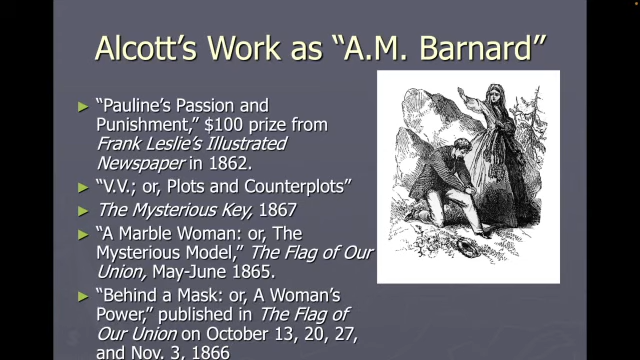 Alcott's Work as “A.M. Barnard”
“Pauline's Passion and
Punishment,” $100 prize from
Frank Leslie's Illustrated
Newspaper in 1862.
“V.V.; or, Plots and Counterplots”
The Mysterious Key, 1867
“A Marble Woman: or, The
Mysterious Model,” The Flag of Our
Union, May-June 1865.
“Behind a Mask: or, A Woman's
Power,” published in The Flag of
Our Union on October 13, 20, 27,
and Nov. 3, 1866